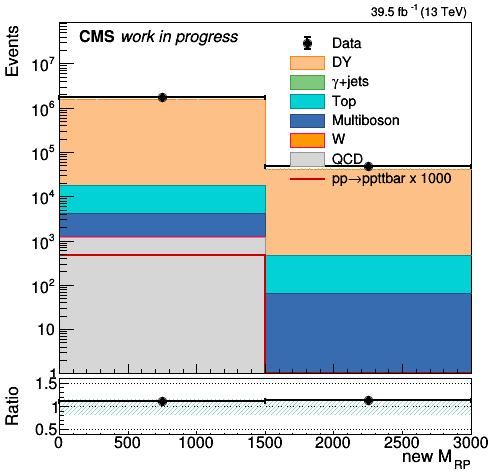 39.5 fb⁻¹ (13 TeV)
CMS work in progress
Events
Data
DY
γ+jets
Top
Multiboson
W
QCD
pp→ppttbar x 1000
10⁷
10⁶
10⁵
10⁴
10³
10²
10
1
Ratio
1.5
1
0.5
0 500 1000 1500 2000 2500 3000
new M_RP